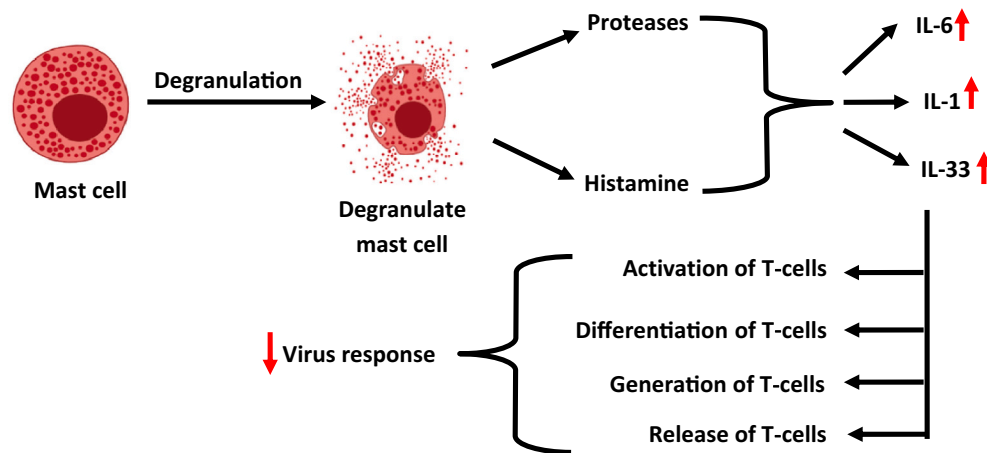 Degranulation
Mast cell
Degranulate
mast cell
Proteases
Histamine
IL-6
IL-1
IL-33
Activation of T-cells
Differentiation of T-cells
Generation of T-cells
Release of T-cells
Virus response